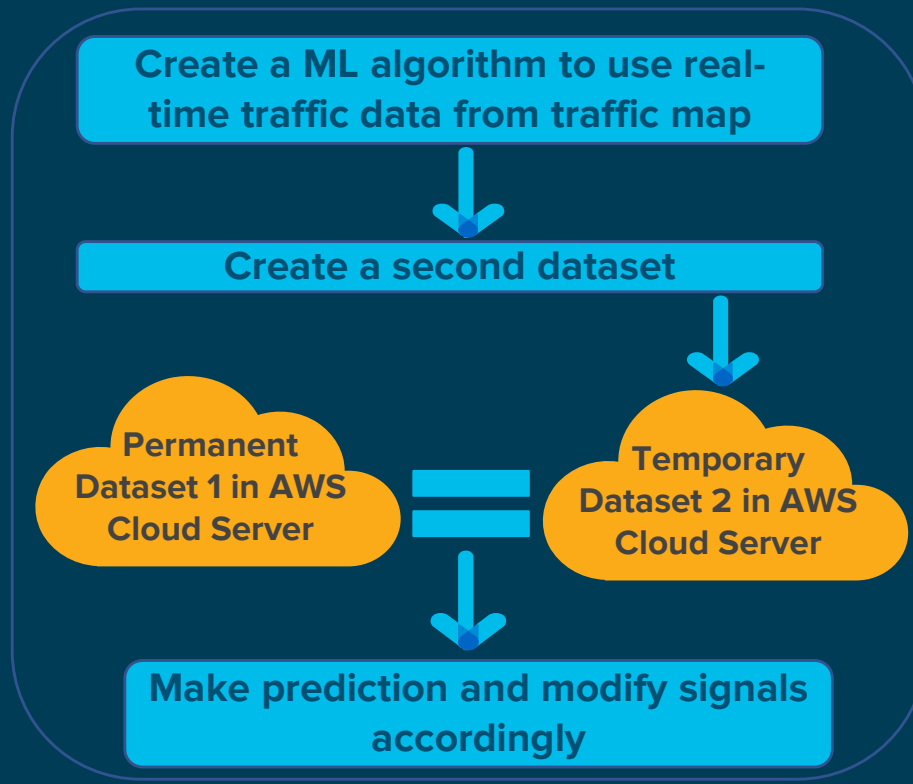 Create a ML algorithm to use real-
time traffic data from traffic map
Create a second dataset
Permanent
Dataset 1 in AWS
Cloud Server
Temporary
Dataset 2 in AWS
Cloud Server
Make prediction and modify signals
accordingly